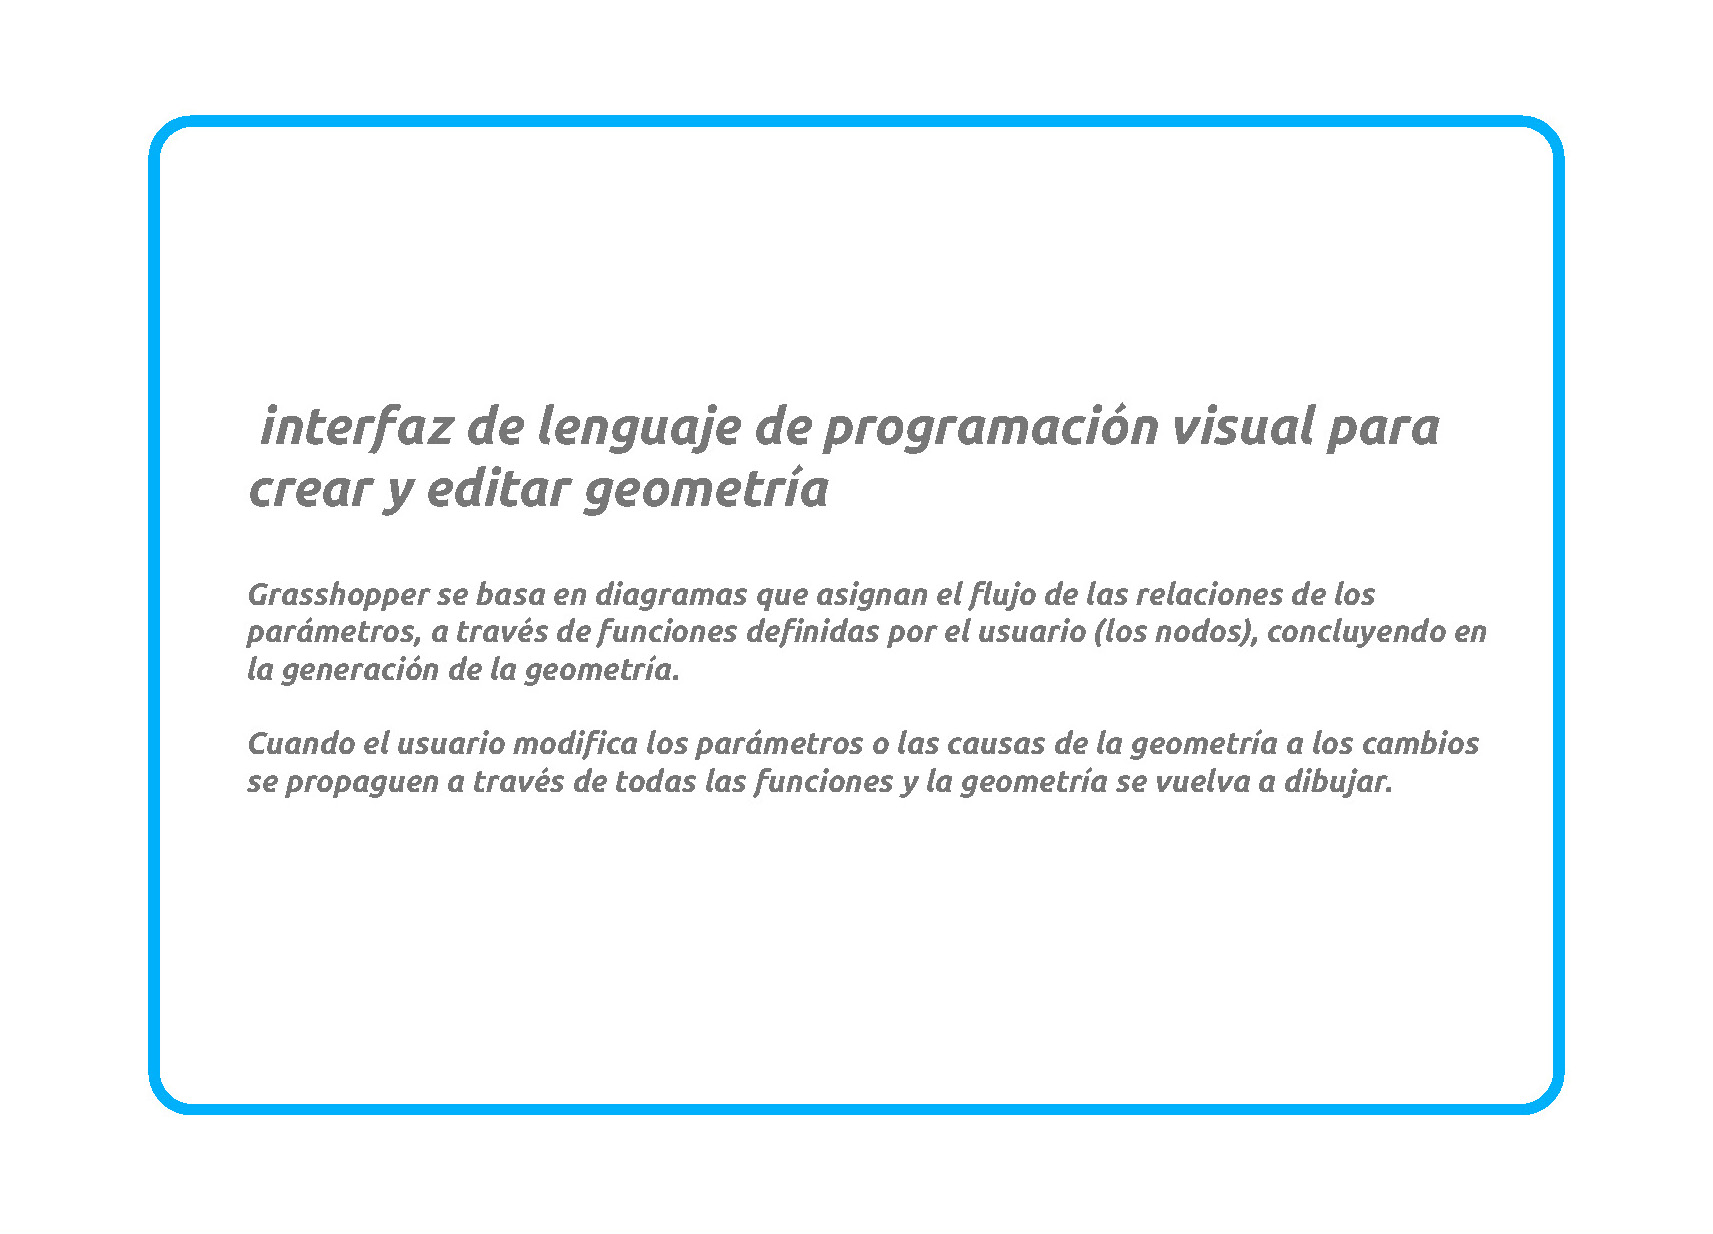 interfaz de lenguaje de programación visual para
crear y editar geometría
Grasshopper se basa en diagramas que asignan el flujo de las relaciones de los
parámetros, a través de funciones definidas por el usuario (los nodos), concluyendo en
la generación de la geometría.
Cuando el usuario modifica los parámetros o las causas de la geometría a los cambios
se propaguen a través de todas las funciones y la geometría se vuelva a dibujar.